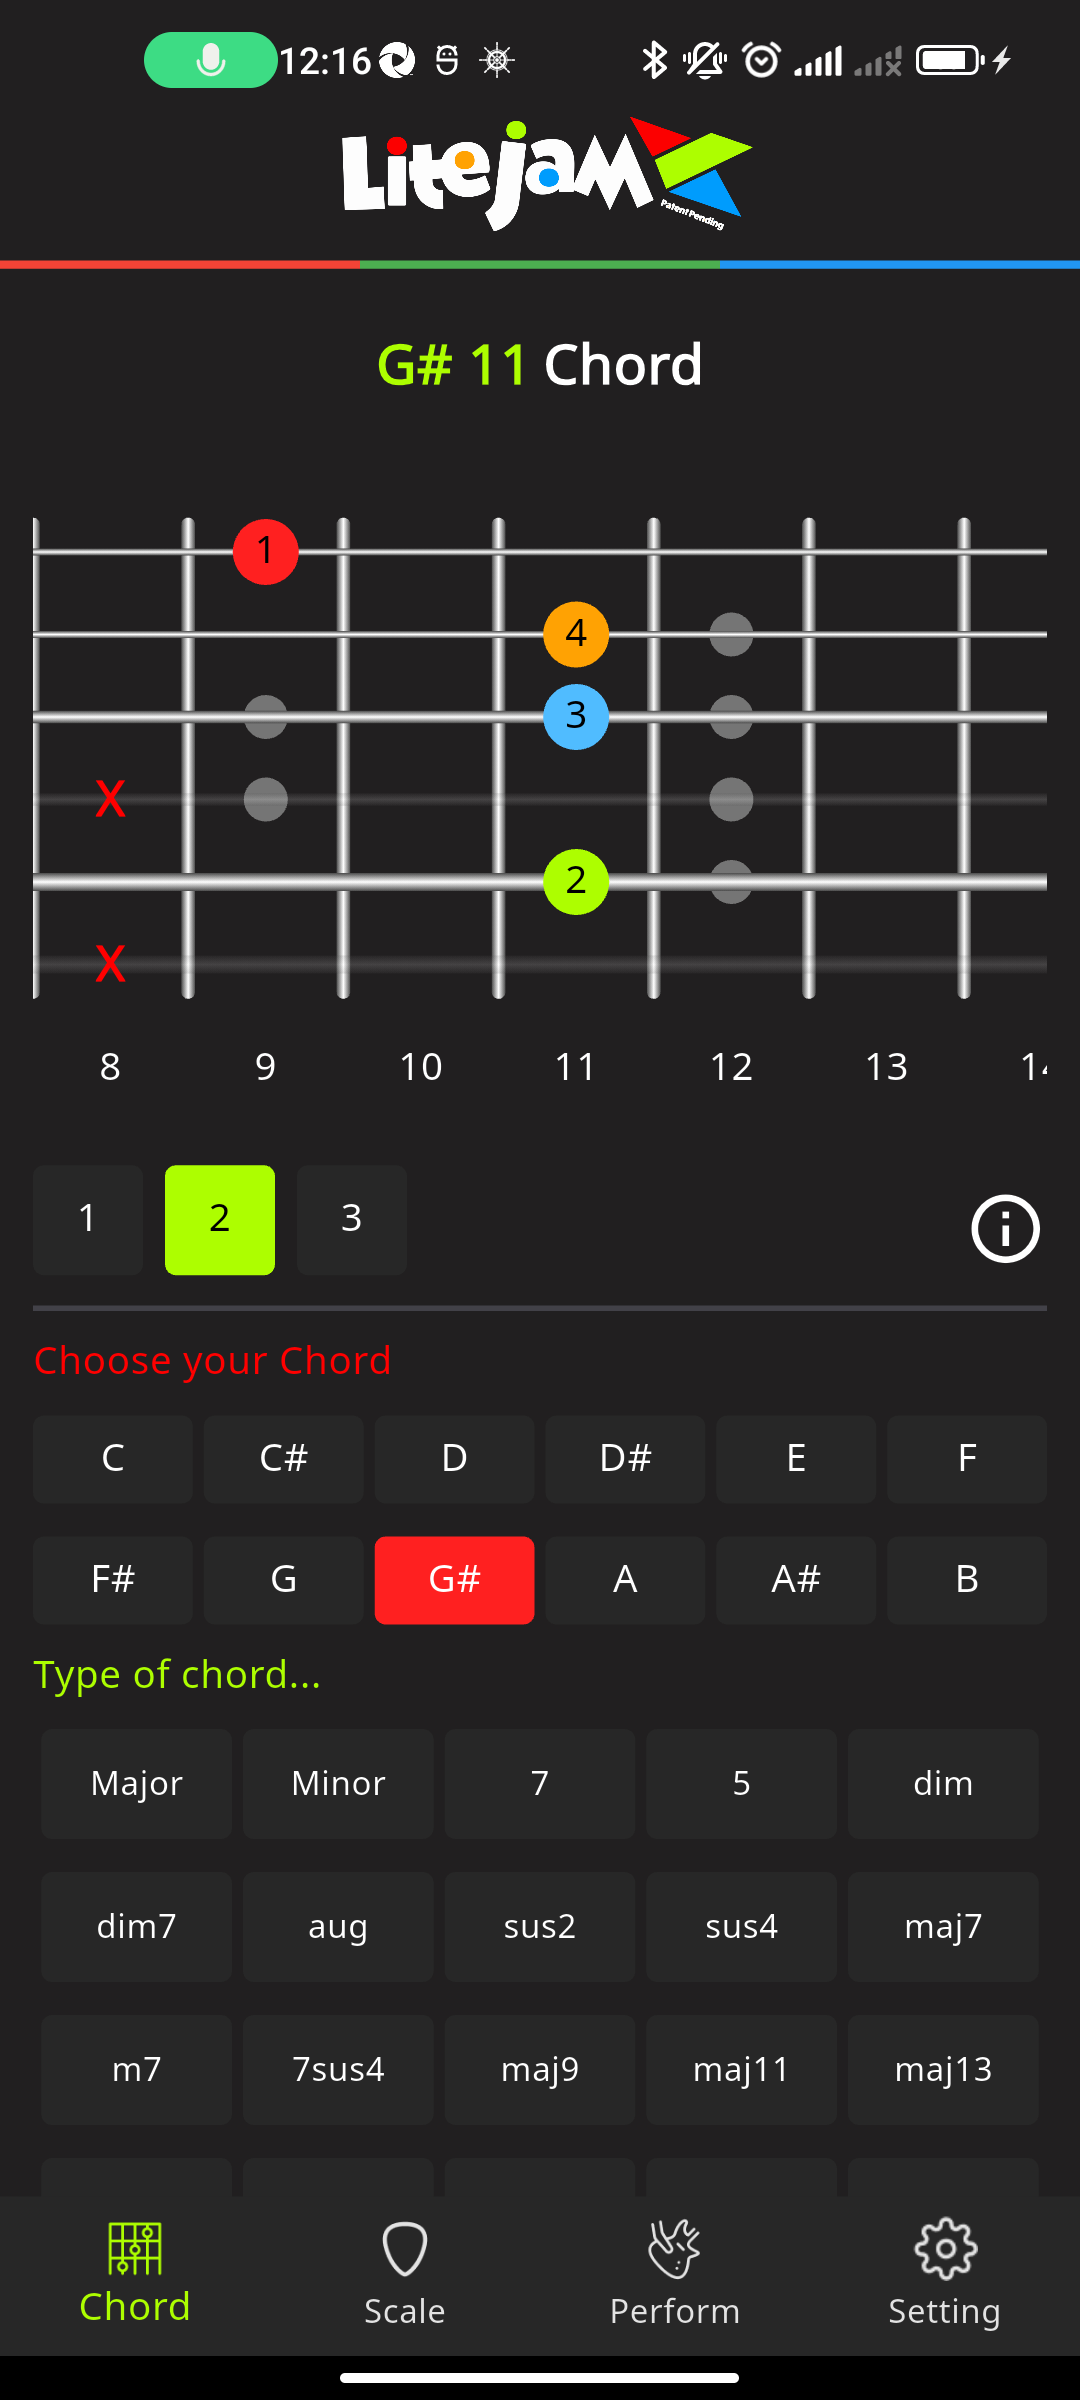 12:16
Litejam
Patent Pending
G# 11 Chord
1
4
3
X
2
X
8 9 10 11 12 13
1 2 3
Choose your Chord
C C# D D# E F
F# G G# A A# B
Type of chord...
Major Minor 7 5 dim
dim7 aug sus2 sus4 maj7
m7 7sus4 maj9 maj11 maj13
Chord Scale Perform Setting